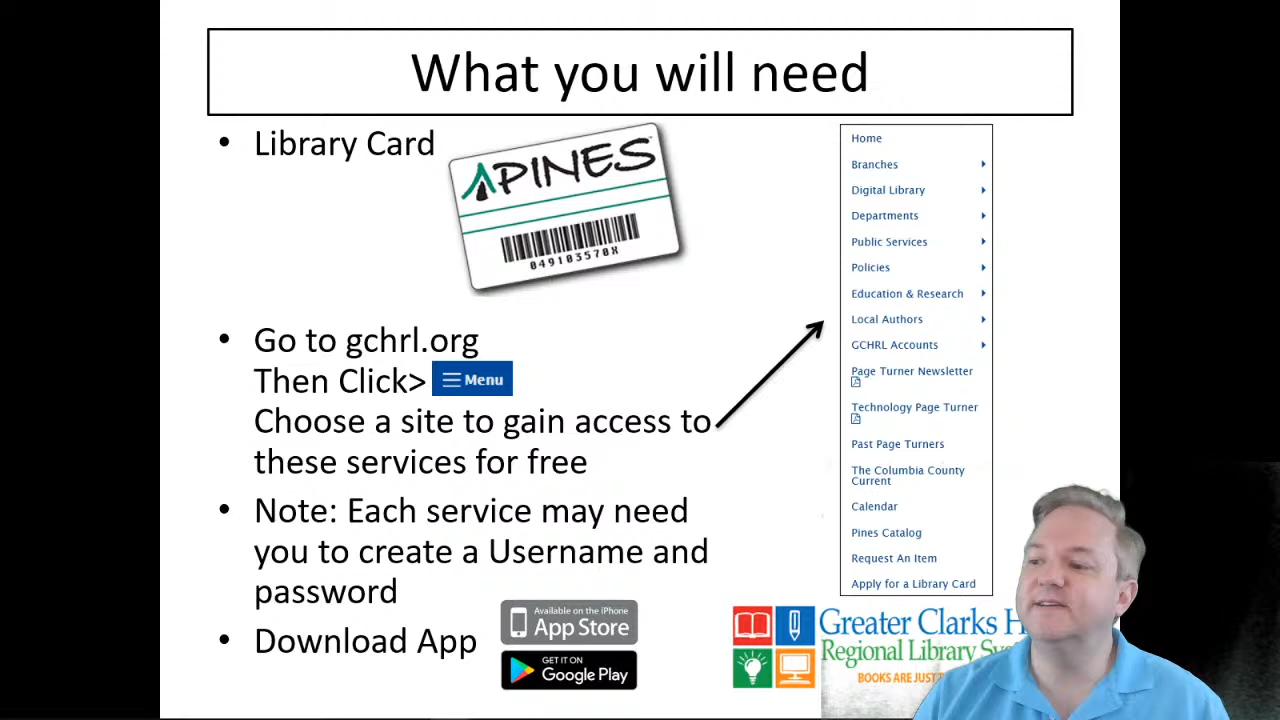 What you will need
• Library Card
PINES
049103570X
• Go to gchrl.org
Then Click> Menu
Choose a site to gain access to
these services for free
• Note: Each service may need
you to create a Username and
password
• Download App
Available on the iPhone
App Store
GET IT ON
Google Play
Home
Branches
Digital Library
Departments
Public Services
Policies
Education & Research
Local Authors
GCHRL Accounts
Page Turner Newsletter
Technology Page Turner
Past Page Turners
The Columbia County
Current
Calendar
Pines Catalog
Request An Item
Apply for a Library Card
Greater Clarks H
Regional Library Sys
BOOKS ARE JUST